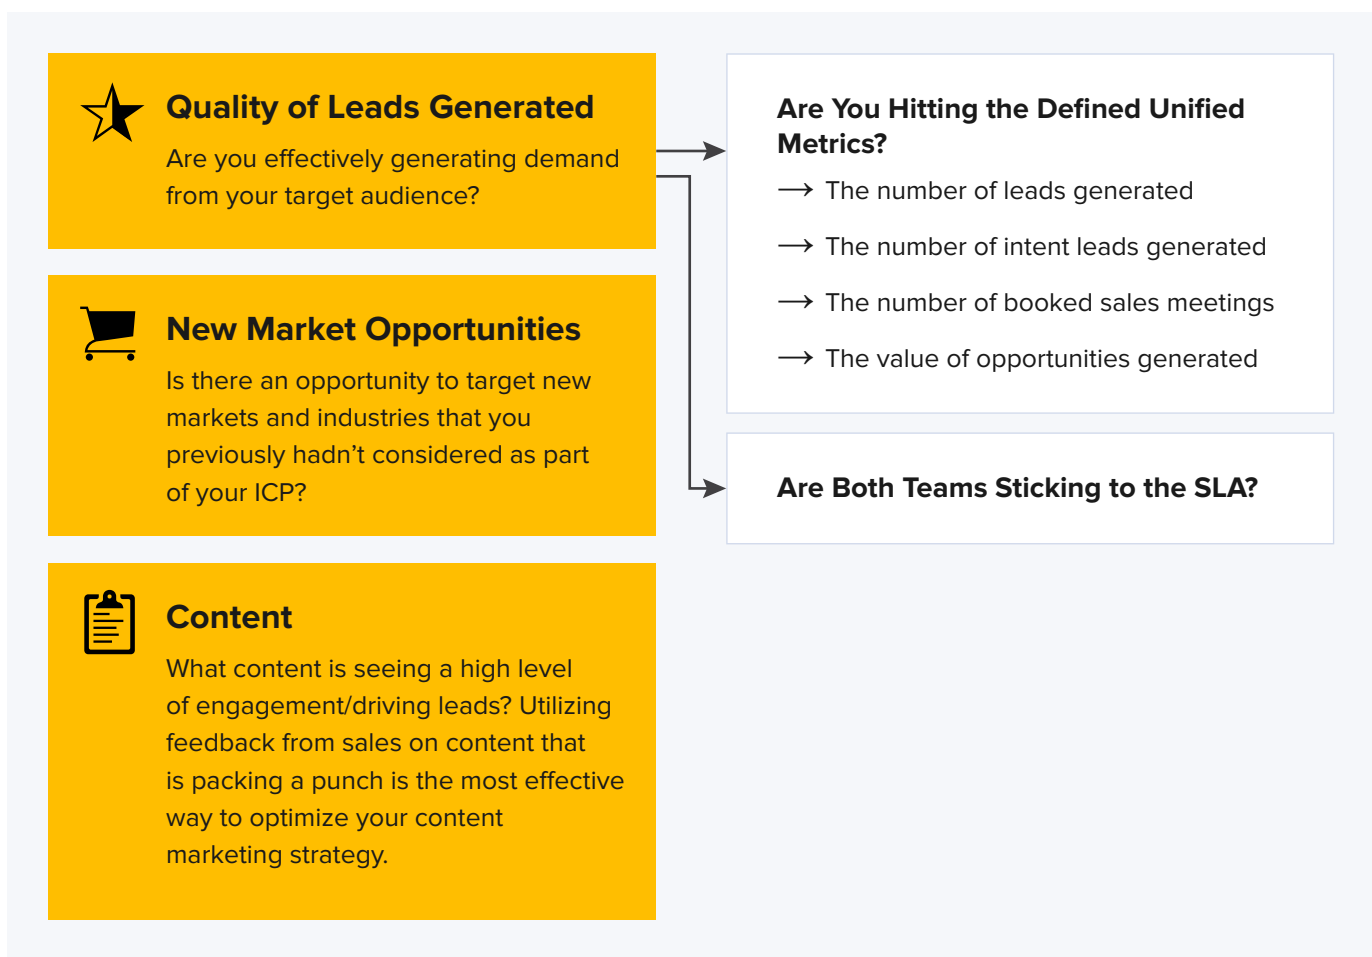 Quality of Leads Generated
Are you effectively generating demand
from your target audience?
New Market Opportunities
Is there an opportunity to target new
markets and industries that you
previously hadn’t considered as part
of your ICP?
Content
What content is seeing a high level
of engagement/driving leads? Utilizing
feedback from sales on content that
is packing a punch is the most effective
way to optimize your content
marketing strategy.
Are You Hitting the Defined Unified
Metrics?
→ The number of leads generated
→ The number of intent leads generated
→ The number of booked sales meetings
→ The value of opportunities generated
Are Both Teams Sticking to the SLA?